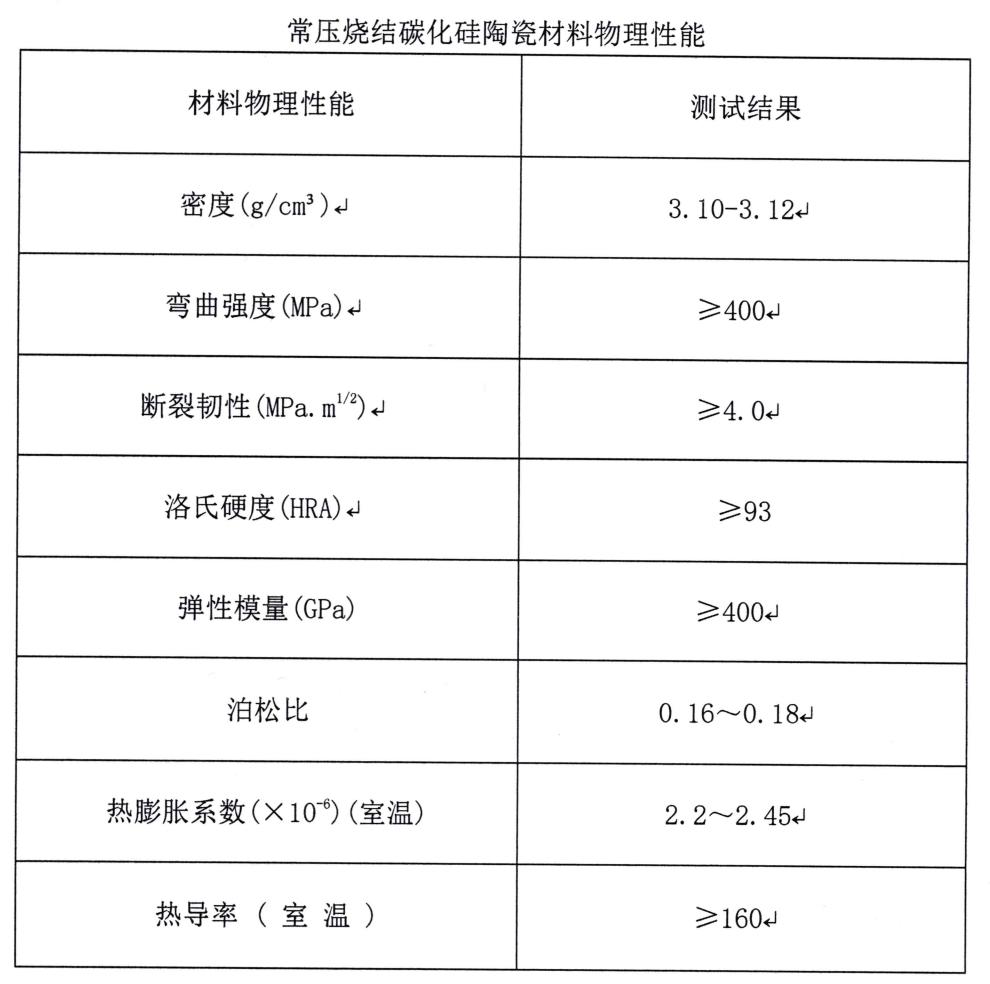 常压烧结碳化硅陶瓷材料物理性能
材料物理性能 测试结果
密度(g/cm³)↲ 3.10-3.12↲
弯曲强度(MPa)↲ ≥400↲
断裂韧性(MPa.m^1/2)↲ ≥4.0↲
洛氏硬度(HRA)↲ ≥93
弹性模量(GPa) ≥400↲
泊松比 0.16～0.18↲
热膨胀系数(×10⁻⁶)(室温) 2.2～2.45↲
热导率 ( 室 温 ) ≥160↲